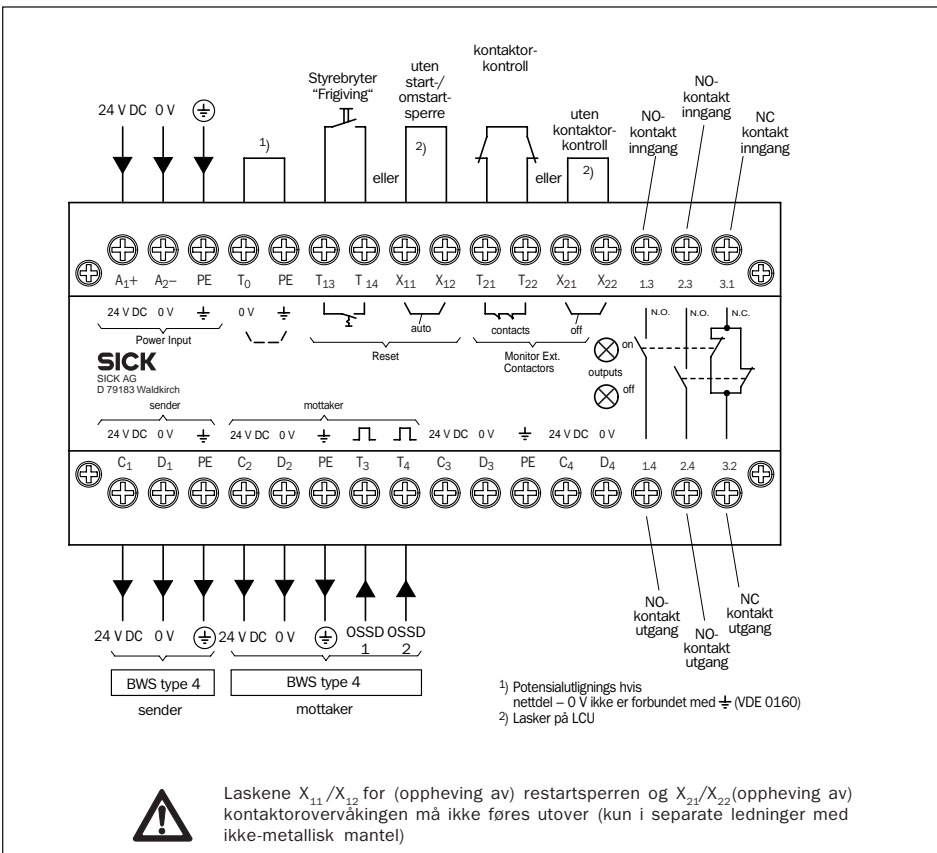 kontaktor-
kontroll
uten
start-/
omstart-
sperre
Styrebryter
"Frigiving"
NO-
kontakt
inngang
uten
kontaktor-
kontroll
NO-
kontakt
inngang
NC
kontakt
inngang
24 V DC 0 V
1)
2)
eller
eller
2)
A1+ A2– PE T0 PE T13 T 14 X11 X12 T21 T22 X21 X22 1.3 2.3 3.1
24 V DC 0 V 0 V auto contacts off N.O. N.O. N.C.
Power Input
Reset
Monitor Ext.
Contactors
on
outputs
off
SICK
SICK AG
D 79183 Waldkirch
sender mottaker
24 V DC 0 V 24 V DC 0 V 24 V DC 0 V 24 V DC 0 V
C1 D1 PE C2 D2 PE T3 T4 C3 D3 PE C4 D4 1.4 2.4 3.2
24 V DC 0 V 24 V DC 0 V OSSD OSSD
1 2
BWS type 4 BWS type 4
sender mottaker
NO-
kontakt
utgang
NO-
kontakt
utgang
NC
kontakt
utgang
1) Potensialutlignings hvis
nettdel – 0 V ikke er forbundet med ⏚ (VDE 0160)
2) Lasker på LCU
Laskene X11/X12 for (oppheving av) restartsperren og X21/X22(oppheving av)
kontaktorovervåkingen må ikke føres utover (kun i separate ledninger med
ikke-metallisk mantel)